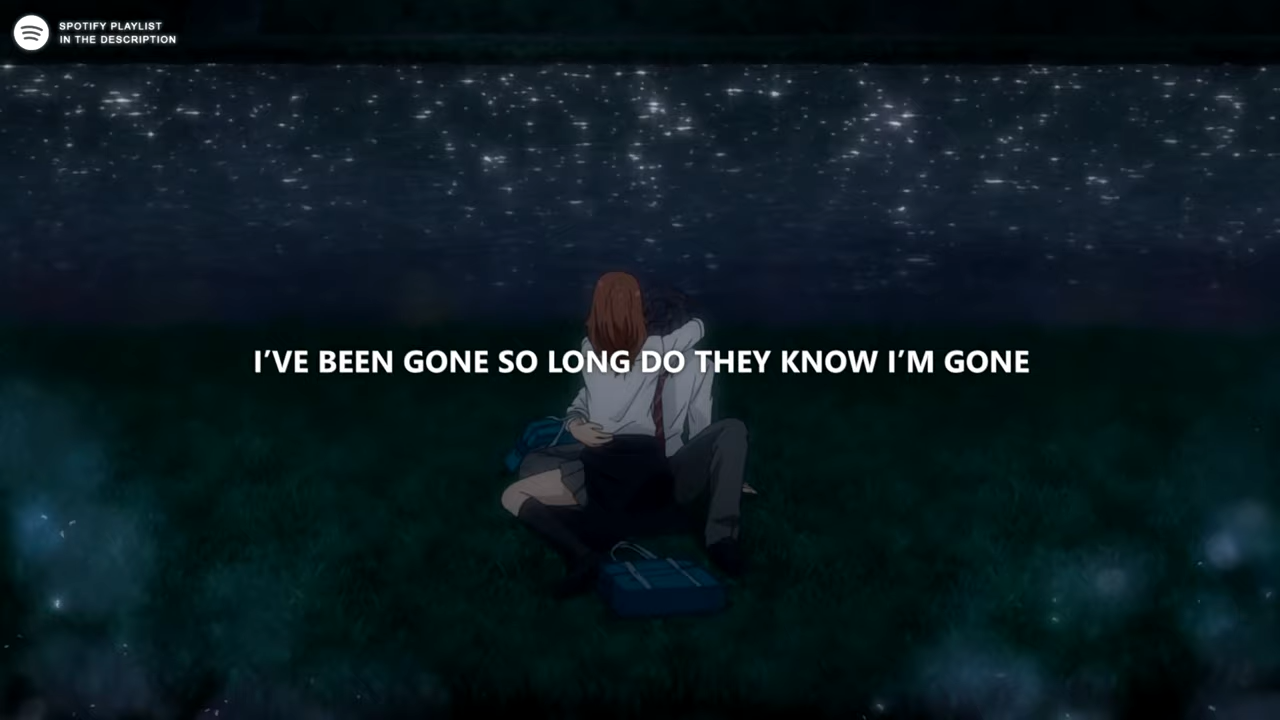 SPOTIFY PLAYLIST
IN THE DESCRIPTION
I’VE BEEN GONE SO LONG DO THEY KNOW I’M GONE